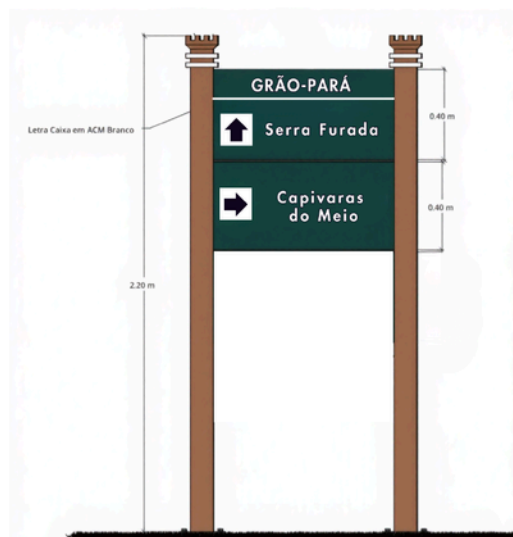 GRÃO-PARÁ
0.40 m
Letra Caixa em ACM Branco
Serra Furada
Capivaras
do Meio
0.40 m
2.20 m